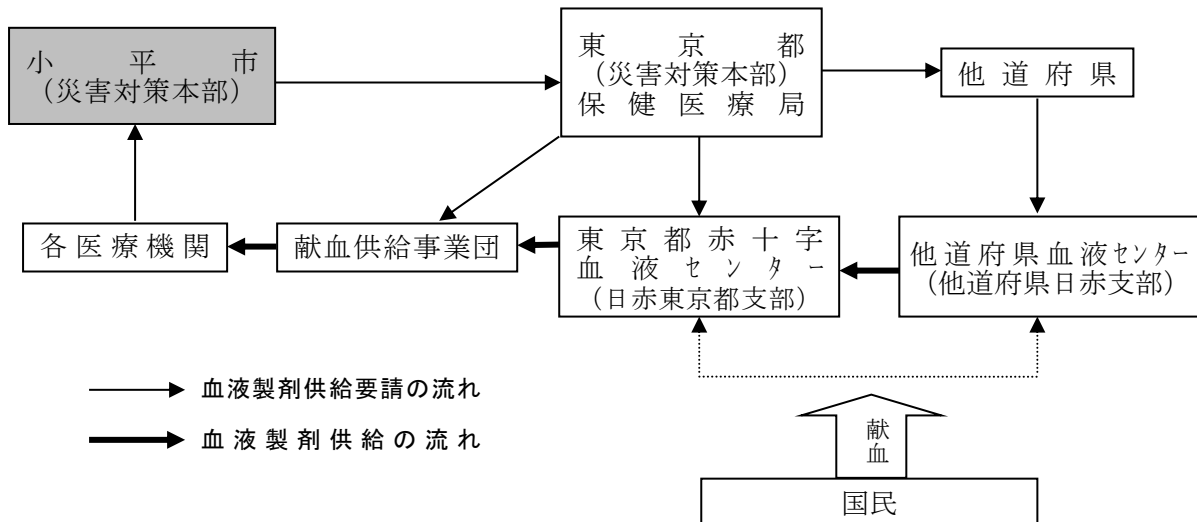 小平市
(災害対策本部)
東京都
(災害対策本部)
保健医療局
他道府県
各医療機関
献血供給事業団
東京都赤十字
血液センター
(日赤東京都支部)
他道府県血液センター
(他道府県日赤支部)
血液製剤供給要請の流れ
血液製剤供給の流れ
献血
国民